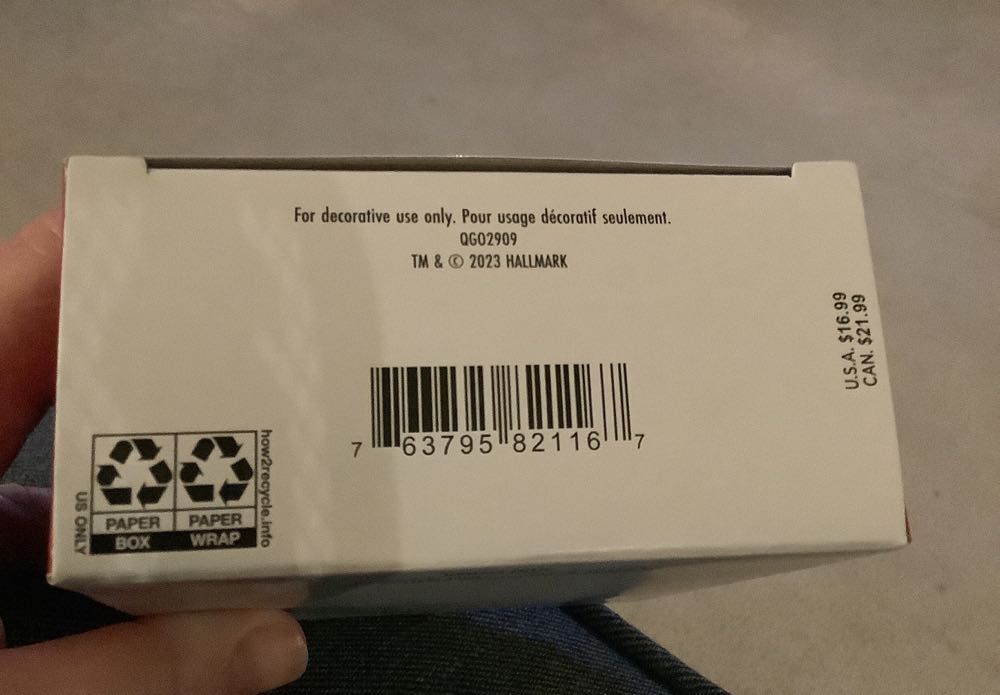 For decorative use only. Pour usage décoratif seulement.
QGO2909
TM & © 2023 HALLMARK
U.S.A. $16.99
CAN. $21.99
7 63795 82116 7
US ONLY
PAPER
BOX
PAPER
WRAP
how2recycle.info